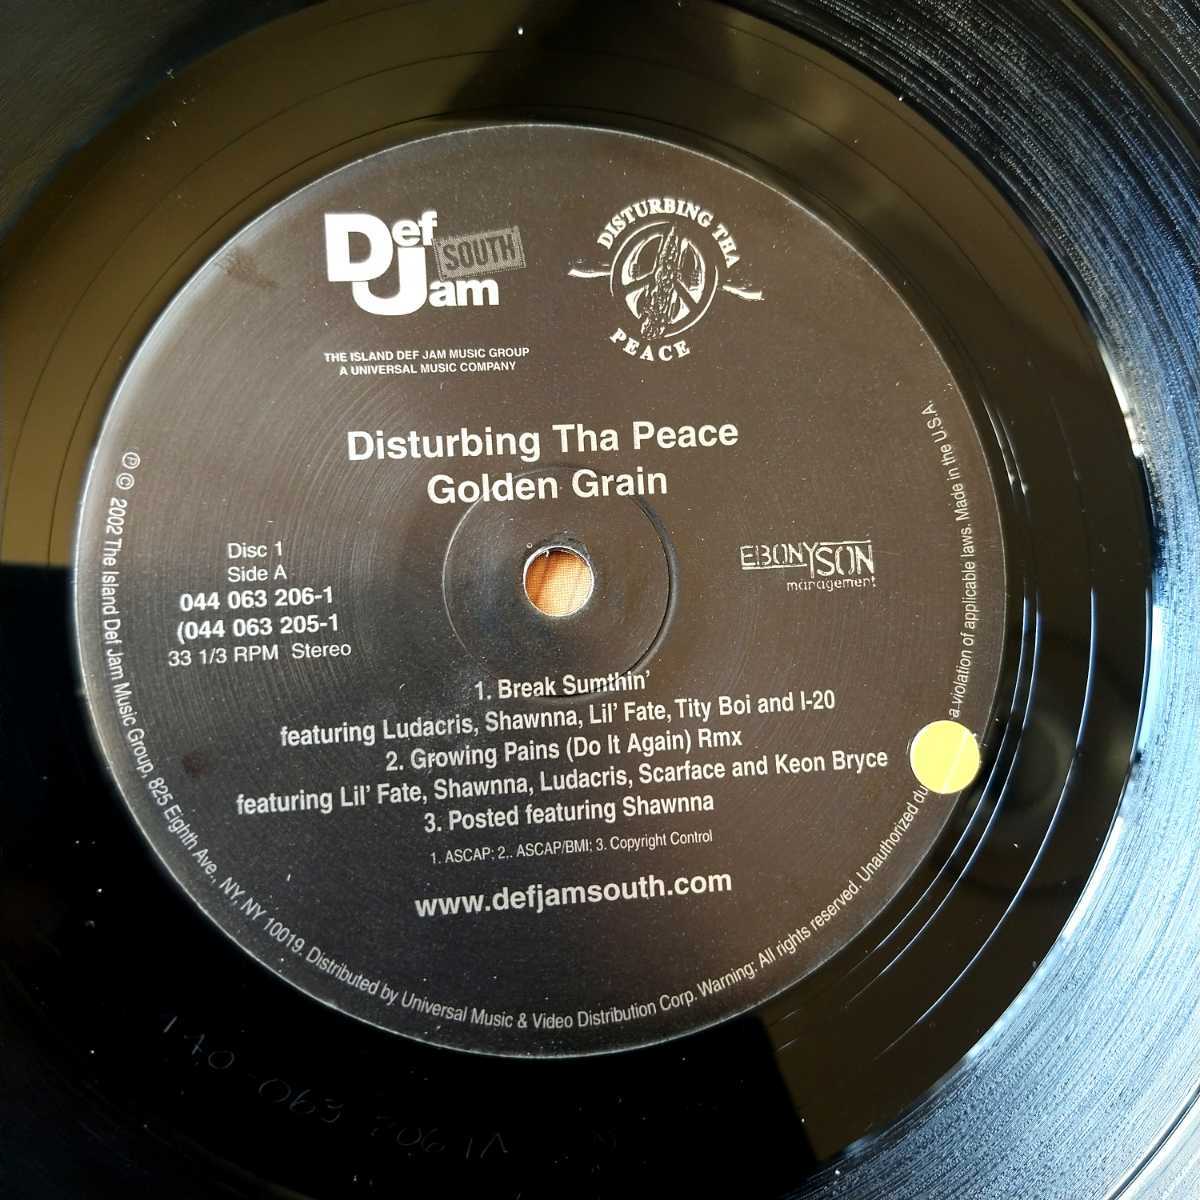 Def Jam
SOUTH
DISTURBING THA
PEACE
THE ISLAND DEF JAM MUSIC GROUP
A UNIVERSAL MUSIC COMPANY
Disturbing Tha Peace
Golden Grain
Disc 1
Side A
044 063 206-1
(044 063 205-1
33 1/3 RPM Stereo
EBONYSON
management
1. Break Sumthin'
featuring Ludacris, Shawnna, Lil' Fate, Tity Boi and I-20
2. Growing Pains (Do It Again) Rmx
featuring Lil' Fate, Shawnna, Ludacris, Scarface and Keon Bryce
3. Posted featuring Shawnna
1. ASCAP; 2,. ASCAP/BMI; 3. Copyright Control
www.defjamsouth.com
℗ © 2002 The Island Def Jam Music Group, 825 Eighth Ave., NY, NY 10019. Distributed by Universal Music & Video Distribution Corp. Warning: All rights reserved. Unauthorized a violation of applicable laws. Made in the U.S.A.